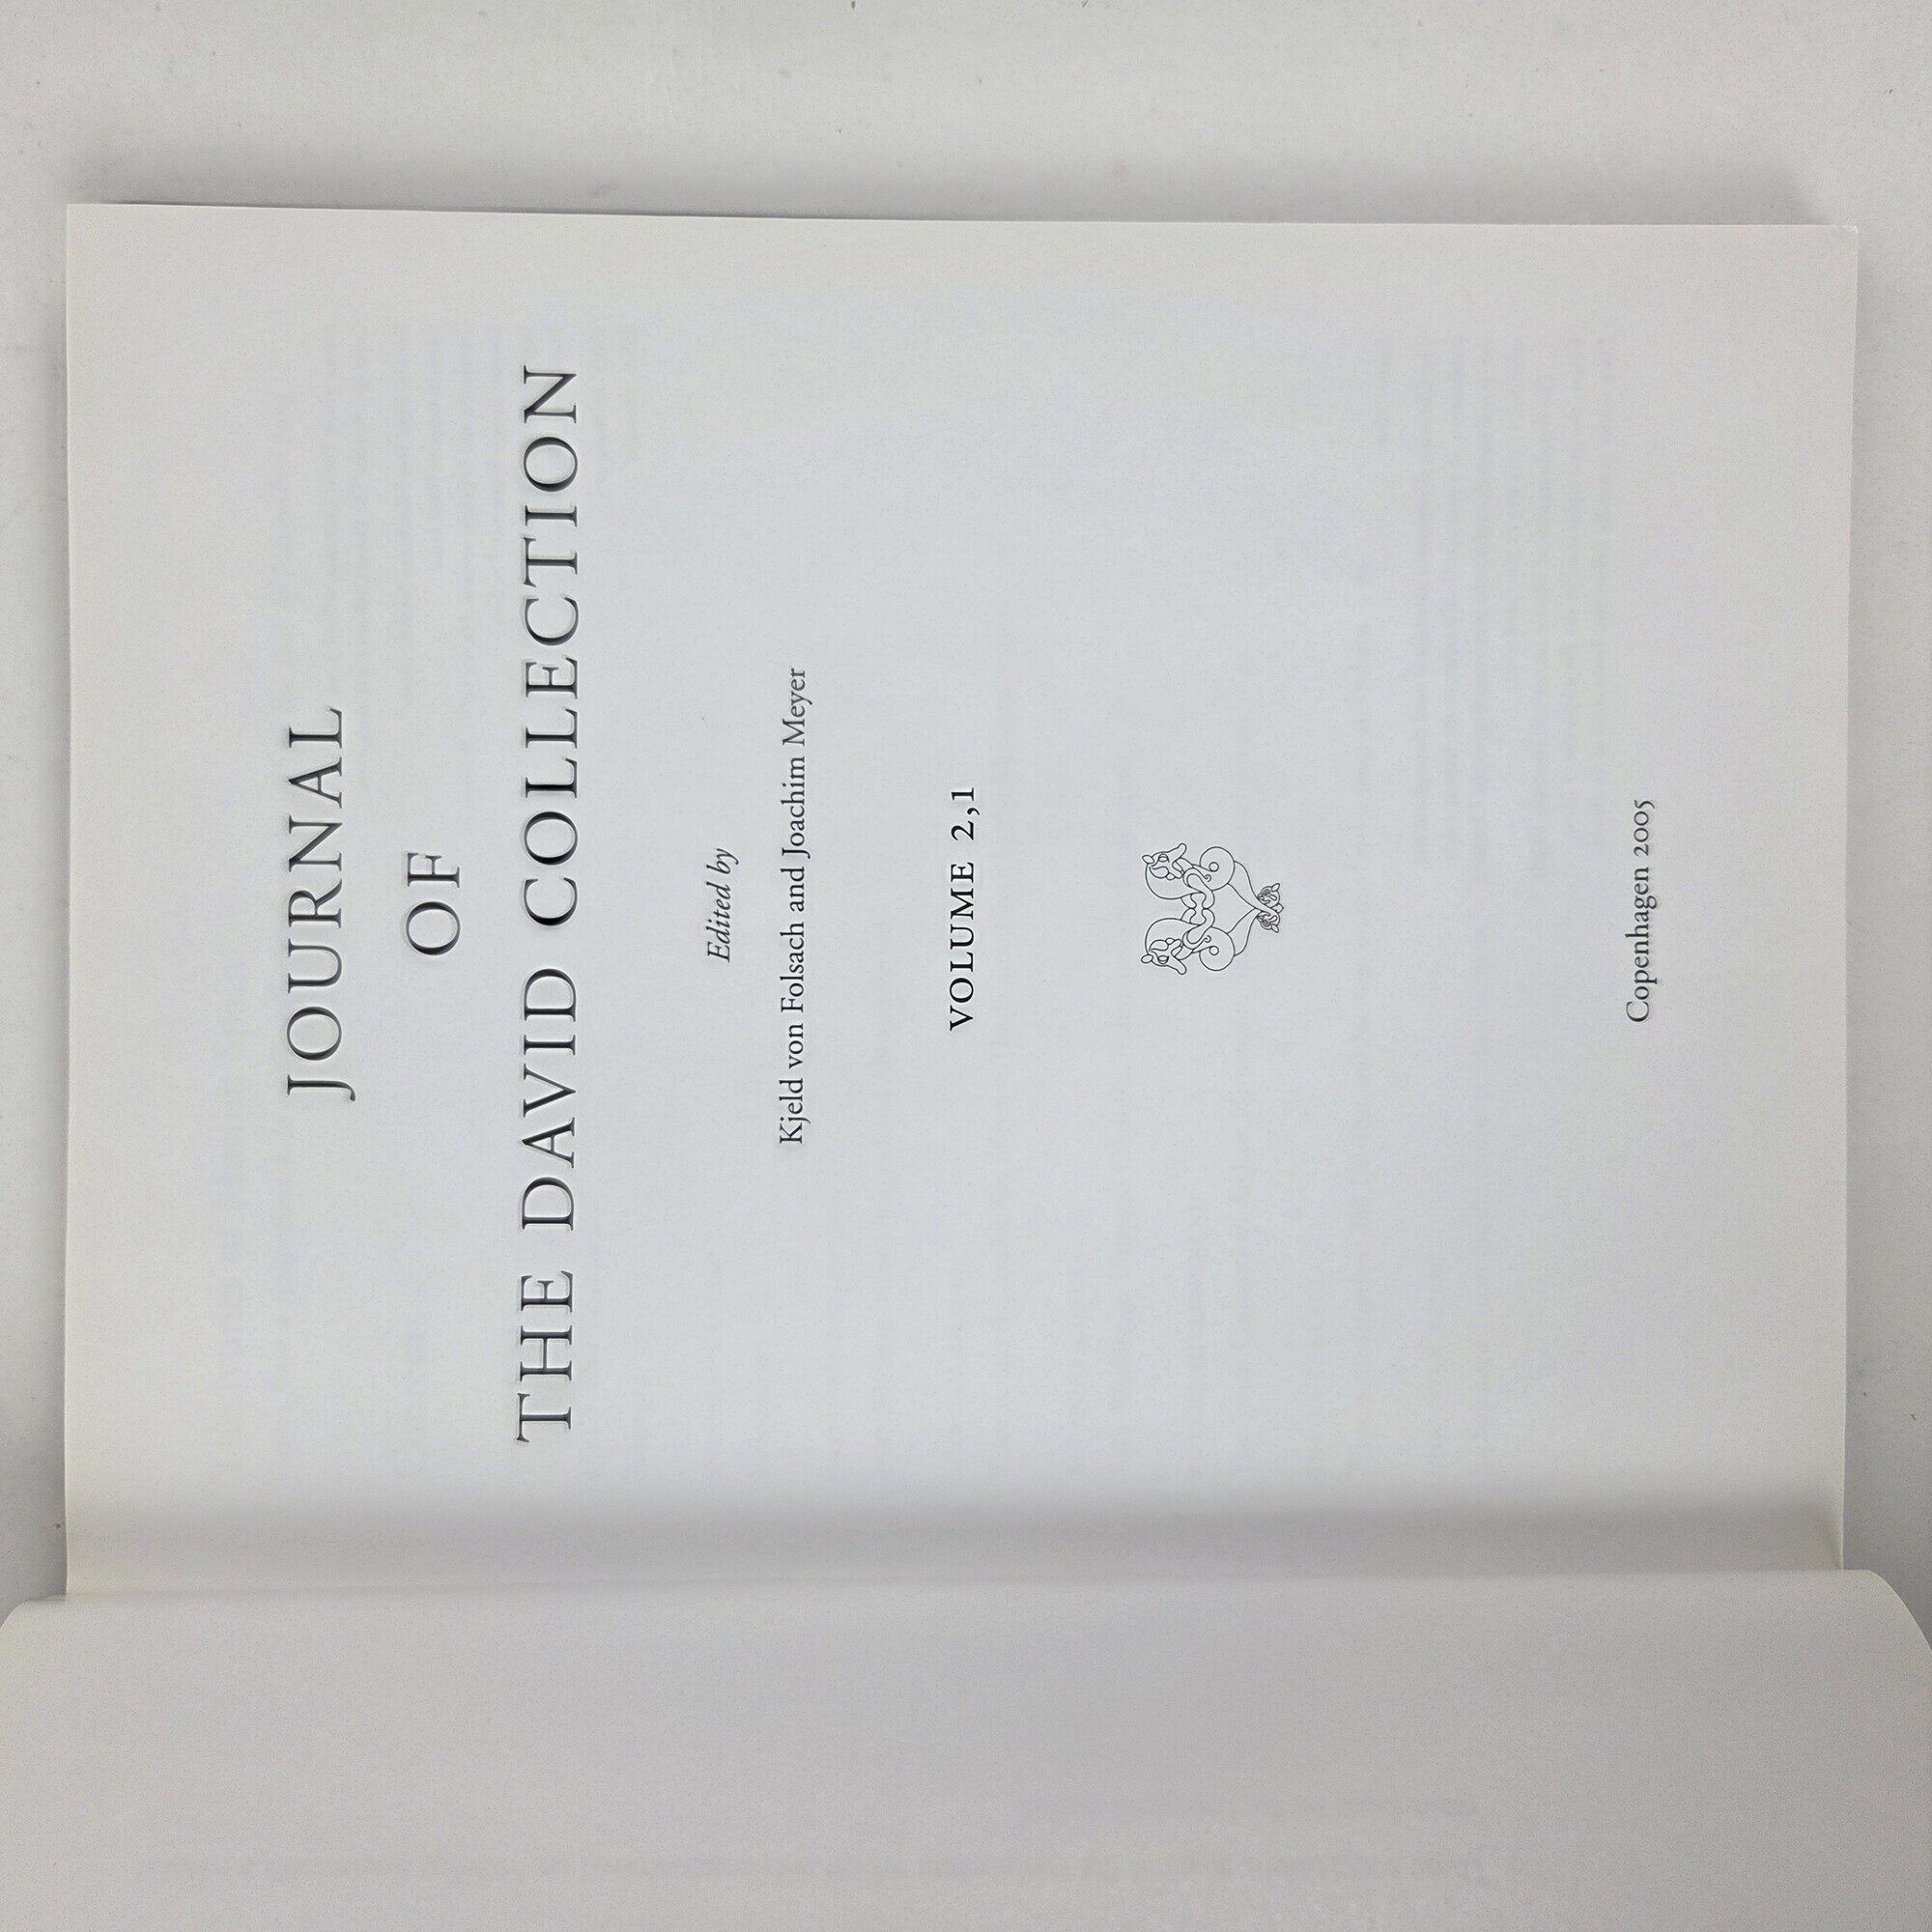 JOURNAL
OF
THE DAVID COLLECTION
Edited by
Kjeld von Folsach and Joachim Meyer
VOLUME 2,1
Copenhagen 2005